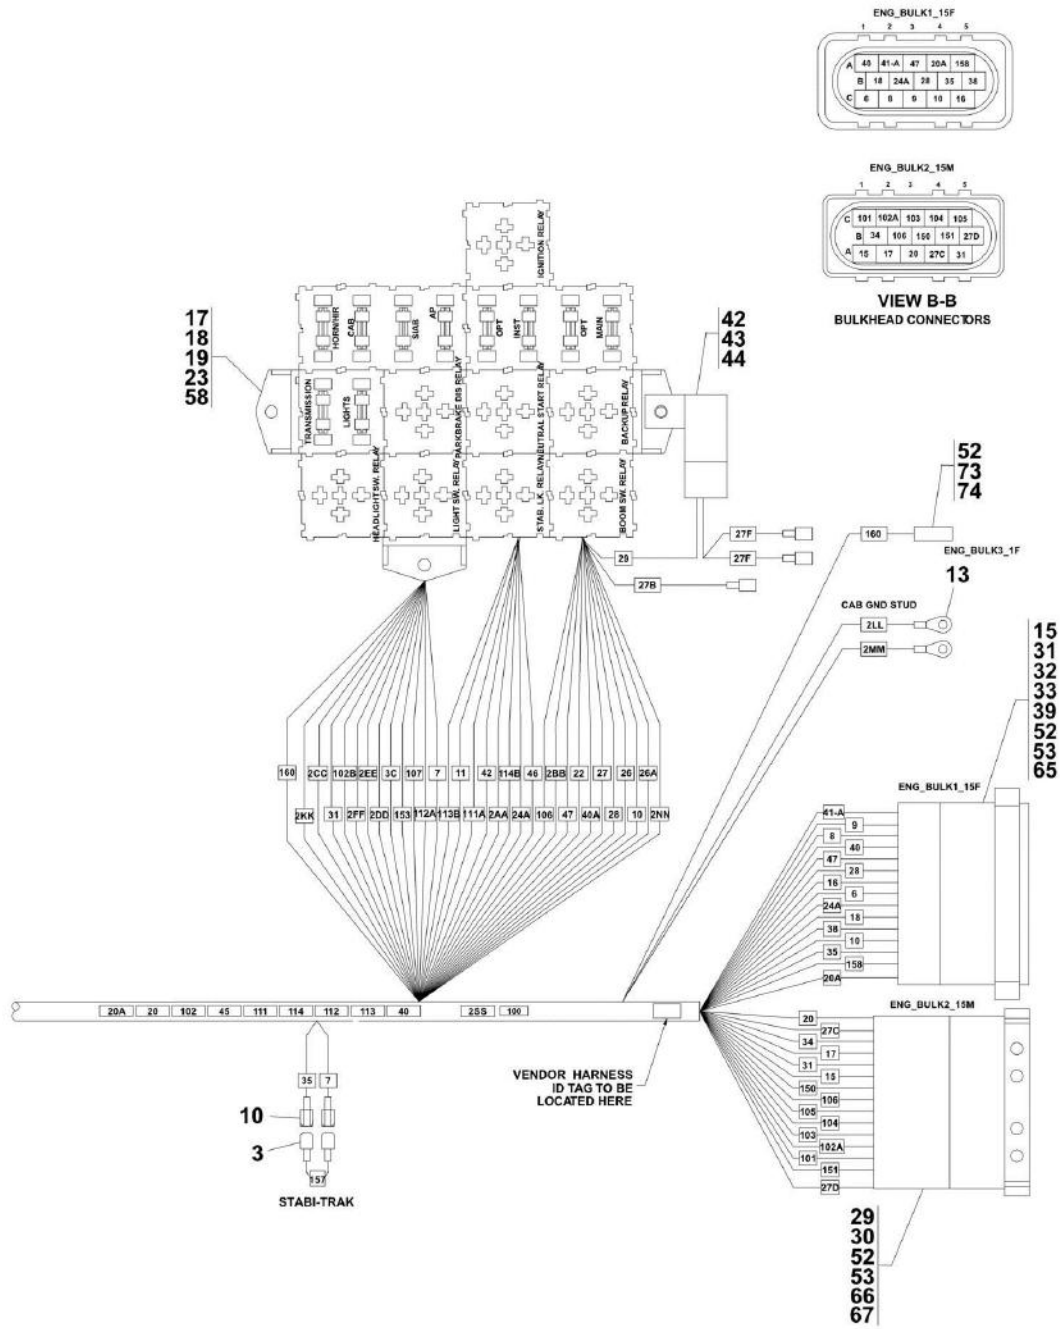 ENG_BULK1_15F
1 2 3 4 5
A 40 41-A 47 20A 158
B 18 24A 28 35 38
C 6 8 9 10 16
ENG_BULK2_15M
1 2 3 4 5
C 101 102A 103 104 105
B 34 106 150 151 27D
A 15 17 20 27C 31
VIEW B-B
BULKHEAD CONNECTORS
IGNITION RELAY
HORN/HIR
CAB
AP
OPT
INST
OPT
MAIN
17
18
19
23
58
42
43
44
TRANSMISSION
LIGHTS
PARKBRAKE DIS RELAY
NEUTRAL START RELAY
BACKUP RELAY
HEADLIGHT SW. RELAY
LIGHT SW. RELAY
STAB. LK. RELAY
BOOM SW. RELAY
52
73
74
27F
160
29
27F
ENG_BULK3_1F
13
27B
CAB GND STUD
2LL
2MM
15
31
32
33
39
52
53
65
160 2CC 102B 2EE 3C 107 7 11 42 114B 46 2BB 22 27 26 26A
2KK 31 2FF 2DD 153 112A 113B 111A 2AA 24A 106 47 40A 28 10 2NN
ENG_BULK1_15F
41-A
9
8
40
47
28
16
6
24A
18
38
10
35
158
20A
20A 20 102 45 111 114 112 113 40 25S 100
ENG_BULK2_15M
20
27C
34
17
31
15
150
106
105
104
103
102A
101
151
27D
VENDOR HARNESS
ID TAG TO BE
LOCATED HERE
35 7
10
3
157
STABI-TRAK
29
30
52
53
66
67